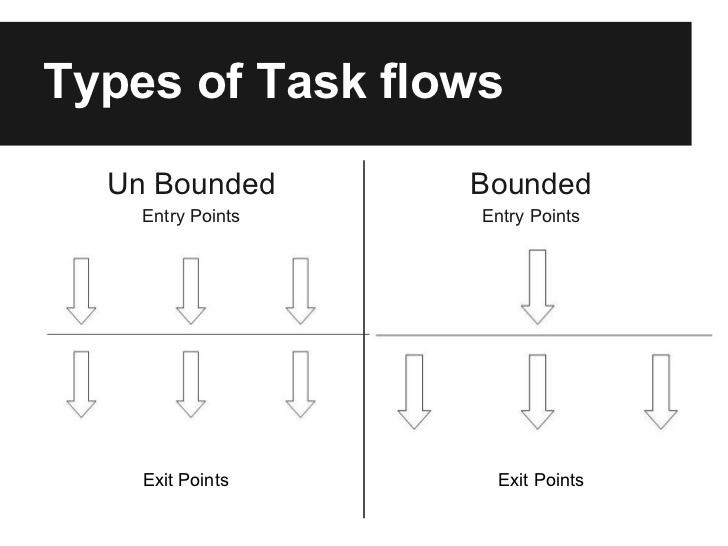 Types of Task flows
Un Bounded
Entry Points
Exit Points
Bounded
Entry Points
Exit Points